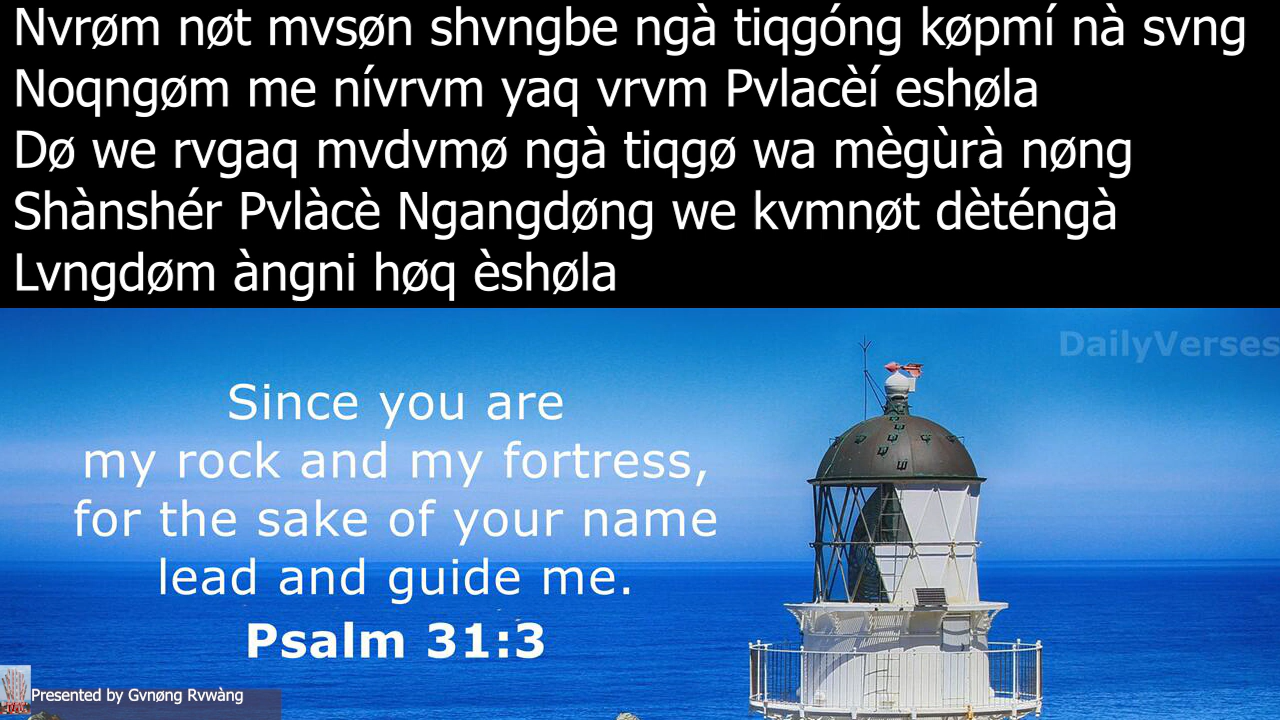 Nvrøm nøt mvsøn shvngbe ngà tiqgóng køpmí nà svng
Noqngøm me nívrvm yaq vrvm Pvlacèí eshøla
Dø we rvgaq mvdvmø ngà tiqgø wa mègùrà nøng
Shànshér Pvlàcè Ngangdøng we kvmnøt dèténgà
Lvngdøm àngni høq èshøla
DailyVerses
Since you are
my rock and my fortress,
for the sake of your name
lead and guide me.
Psalm 31:3
Presented by Gvnøng Rvwàng